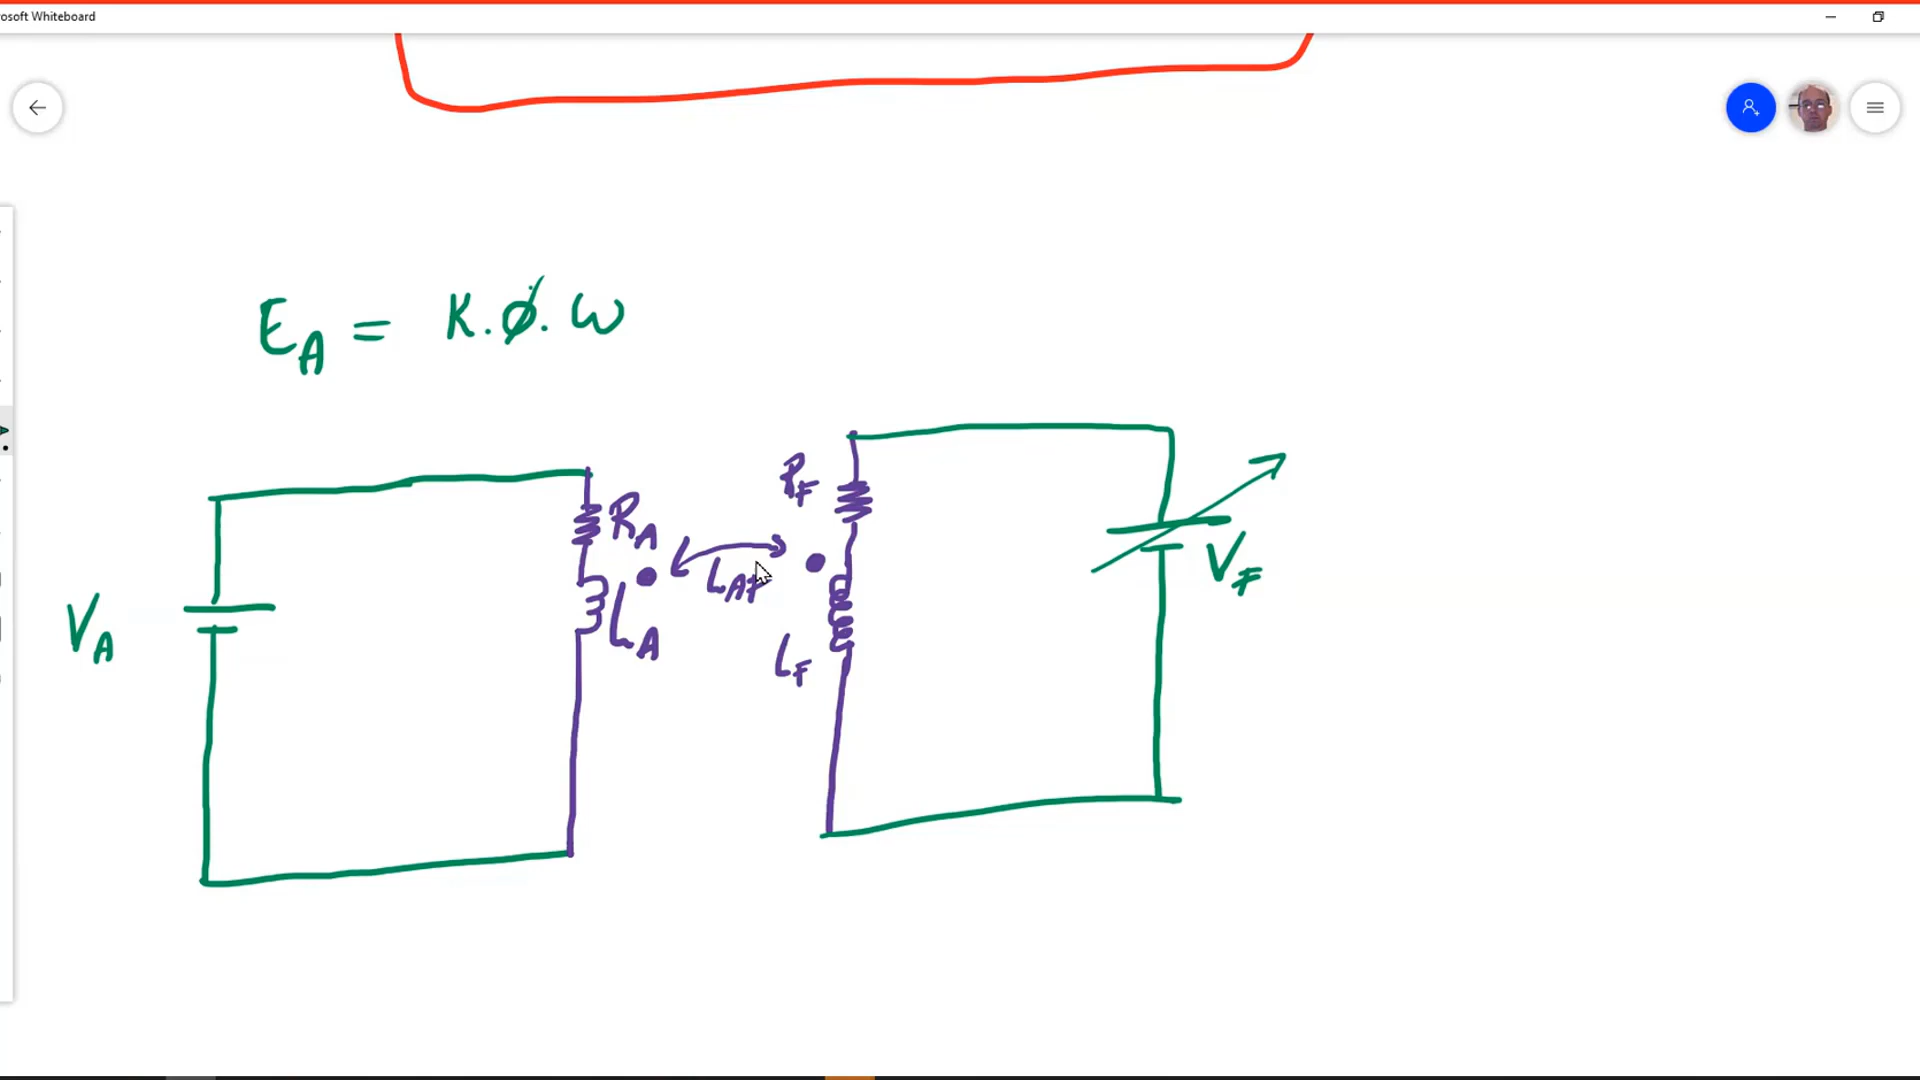 osoft Whiteboard
E_A = K.ø.ω
R_F
R_A
L_AF
V_F
V_A
L_A
L_F